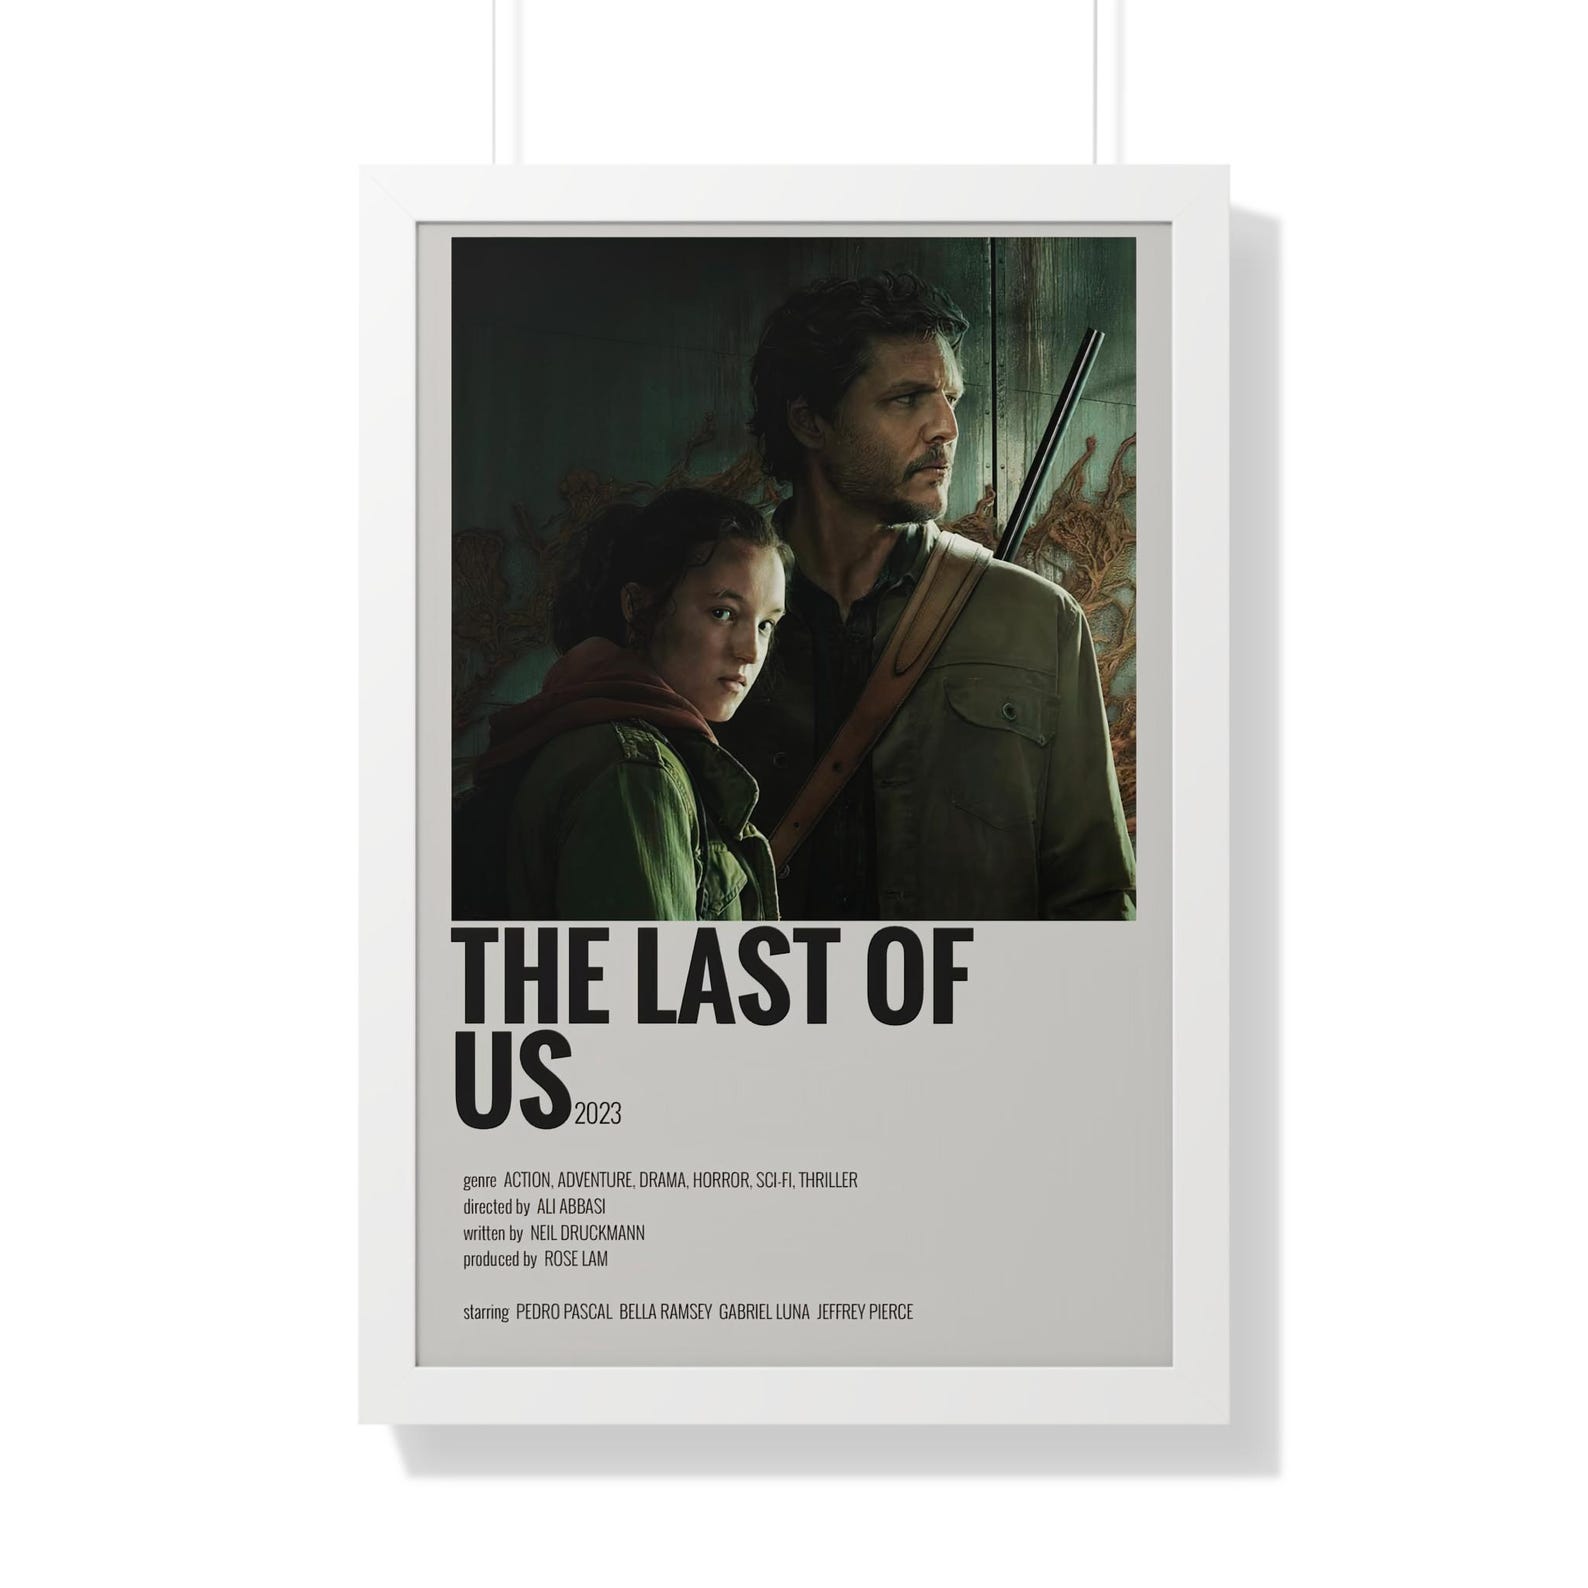 THE LAST OF
US 2023
genre ACTION, ADVENTURE, DRAMA, HORROR, SCI-FI, THRILLER
directed by ALI ABBASI
written by NEIL DRUCKMANN
produced by ROSE LAM
starring PEDRO PASCAL BELLA RAMSEY GABRIEL LUNA JEFFREY PIERCE